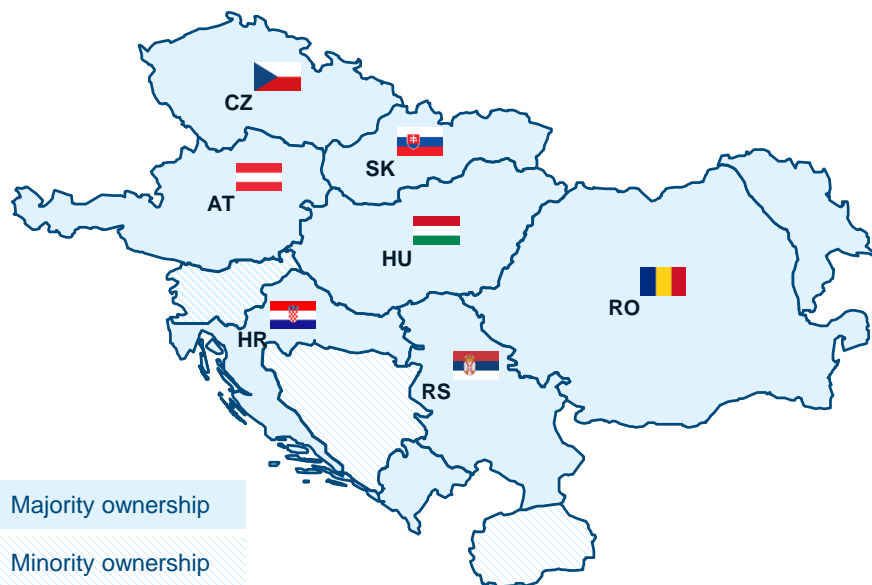 CZ
SK
AT
HU
RO
HR
RS
Majority ownership
Minority ownership